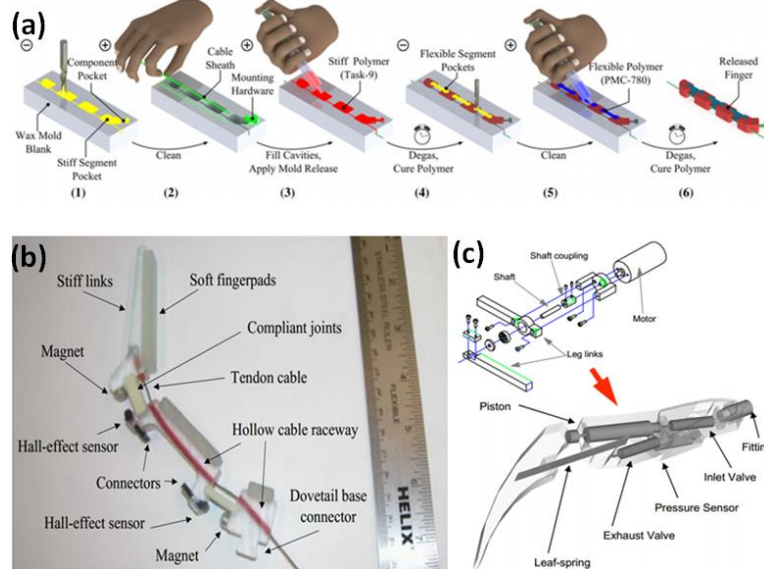 (a)
Component
Pocket
Cable
Sheath
Mounting
Hardware
Stiff Polymer
(Task-9)
Flexible Segment
Pockets
Flexible Polymer
(PMC-780)
Released
Finger
Wax Mold
Blank
Stiff Segment
Pocket
Clean
Fill Cavities,
Apply Mold Release
Degas,
Cure Polymer
Clean
Degas,
Cure Polymer
(1)
(2)
(3)
(4)
(5)
(6)
(b)
Stiff links
Soft fingerpads
Compliant joints
Magnet
Tendon cable
Hall-effect sensor
Hollow cable raceway
Connectors
Dovetail base
connector
Hall-effect sensor
Magnet
STAINLESS-STEEL RULER
FLEXIBLE
HELIX
(c)
Shaft coupling
Shaft
Motor
Leg links
Piston
Fitting
Inlet Valve
Pressure Sensor
Exhaust Valve
Leaf-spring